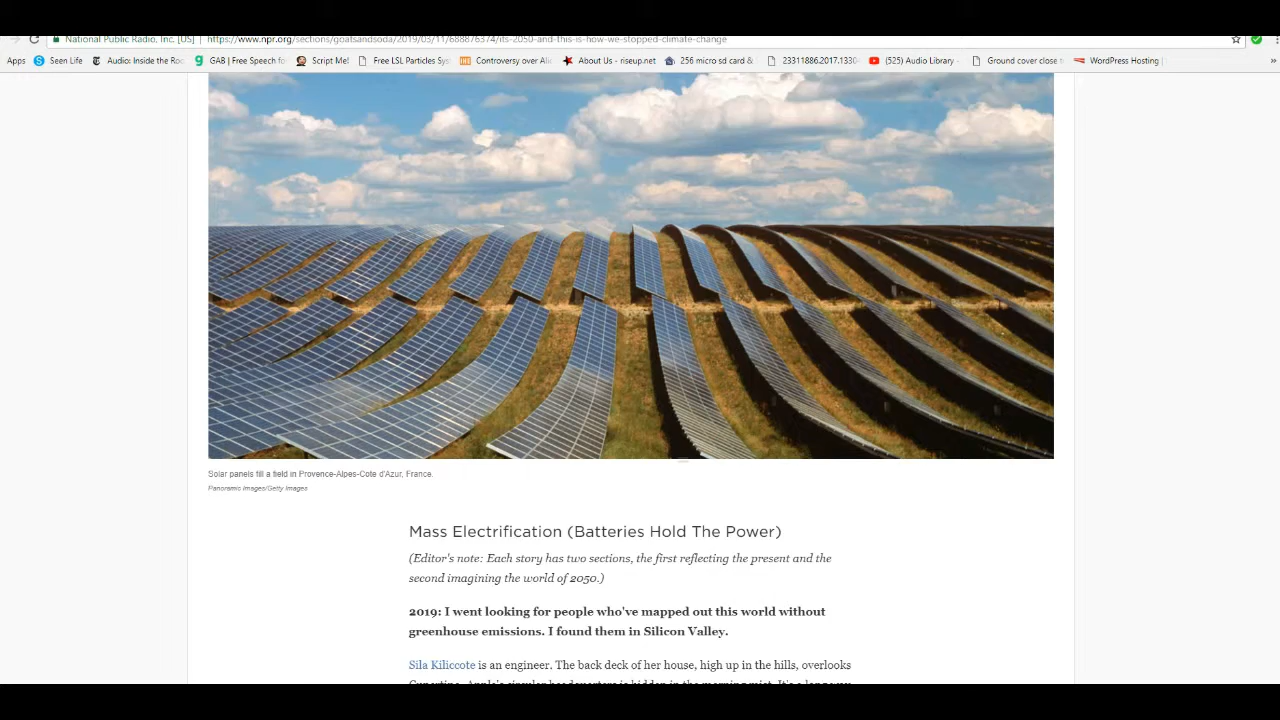 National Public Radio, Inc. [US] https://www.npr.org/sections/goatsandsoda/2019/03/11/688876374/its-2050-and-this-is-how-we-stopped-climate-change
Apps Seen Life Audio: Inside the Roc GAB | Free Speech fo Script Me! Free LSL Particles Sys Controversy over Ali About Us - riseup.net 256 micro sd card & 23311886.2017.1330 (525) Audio Library - Ground cover close t WordPress Hosting | »
Solar panels fill a field in Provence-Alpes-Cote d'Azur, France.
Panoramic Images/Getty Images
Mass Electrification (Batteries Hold The Power)
(Editor's note: Each story has two sections, the first reflecting the present and the
second imagining the world of 2050.)
2019: I went looking for people who've mapped out this world without
greenhouse emissions. I found them in Silicon Valley.
Sila Kiliccote is an engineer. The back deck of her house, high up in the hills, overlooks